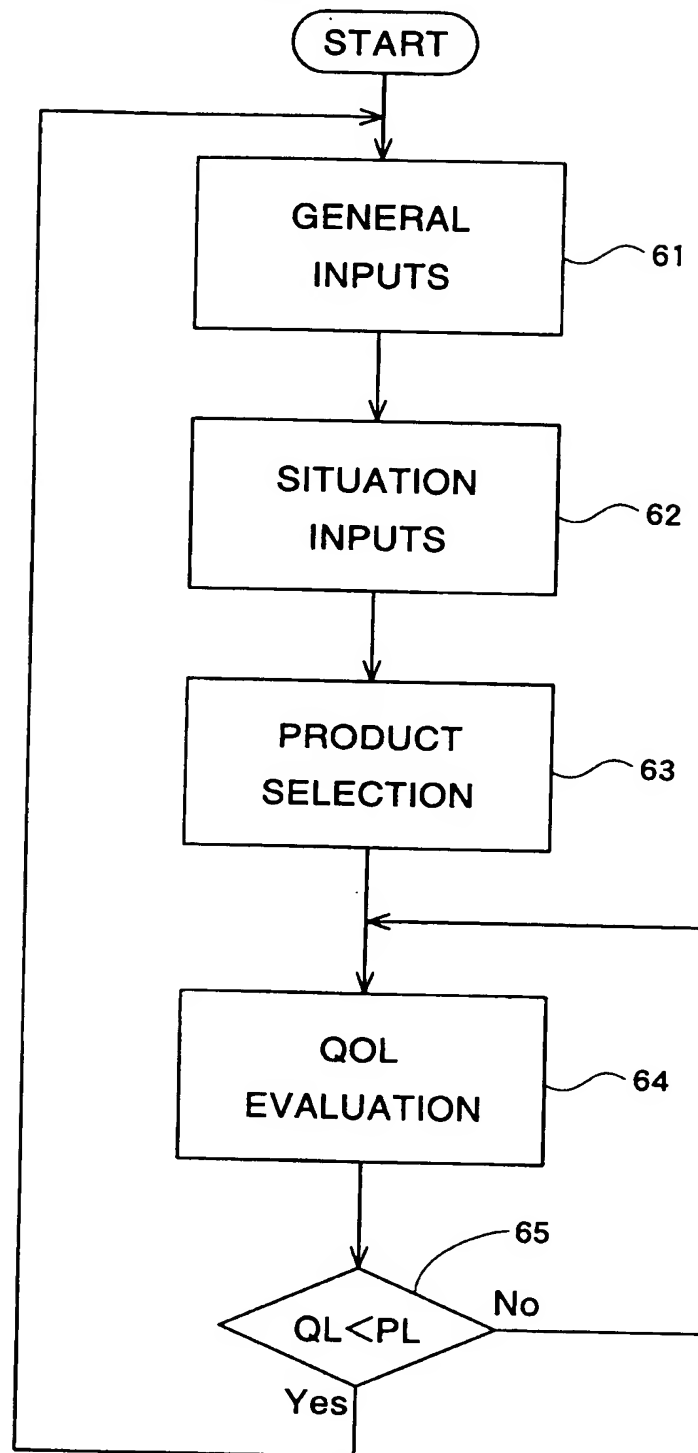 START
GENERAL
INPUTS
61
SITUATION
INPUTS
62
PRODUCT
SELECTION
63
QOL
EVALUATION
64
65
QL<PL
No
Yes